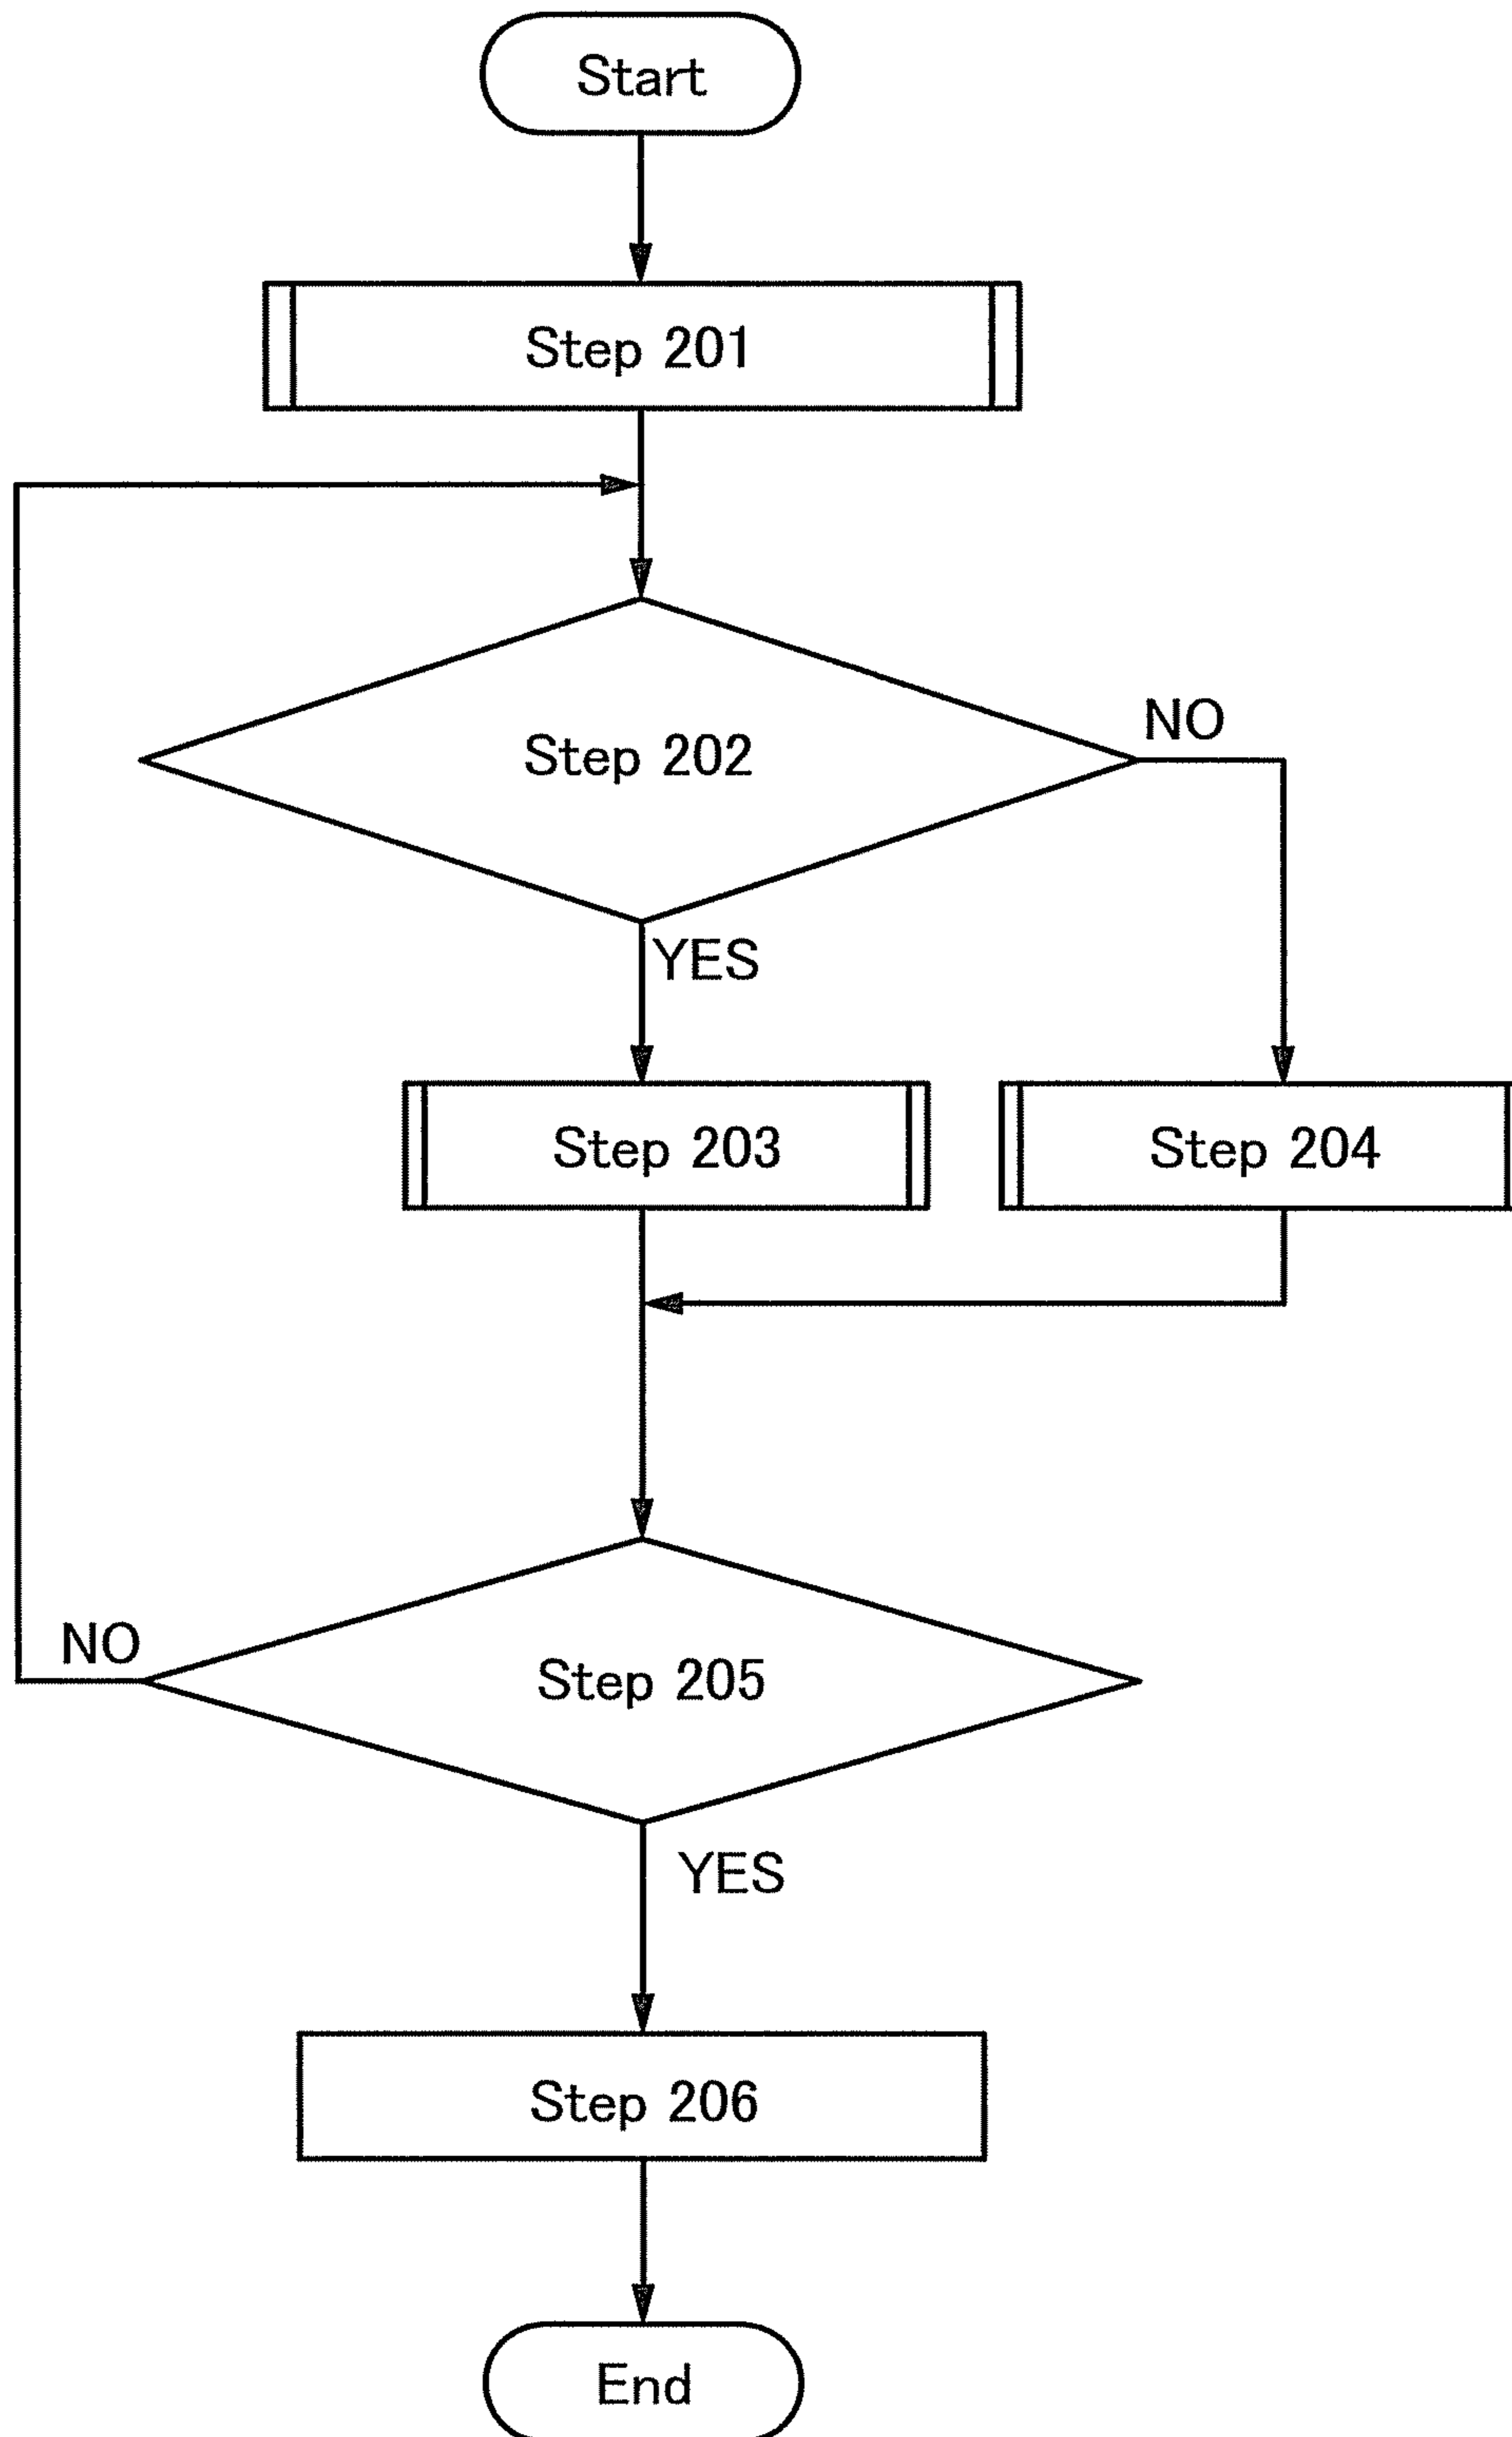 Start
Step 201
Step 202
NO
YES
Step 203
Step 204
NO
Step 205
YES
Step 206
End